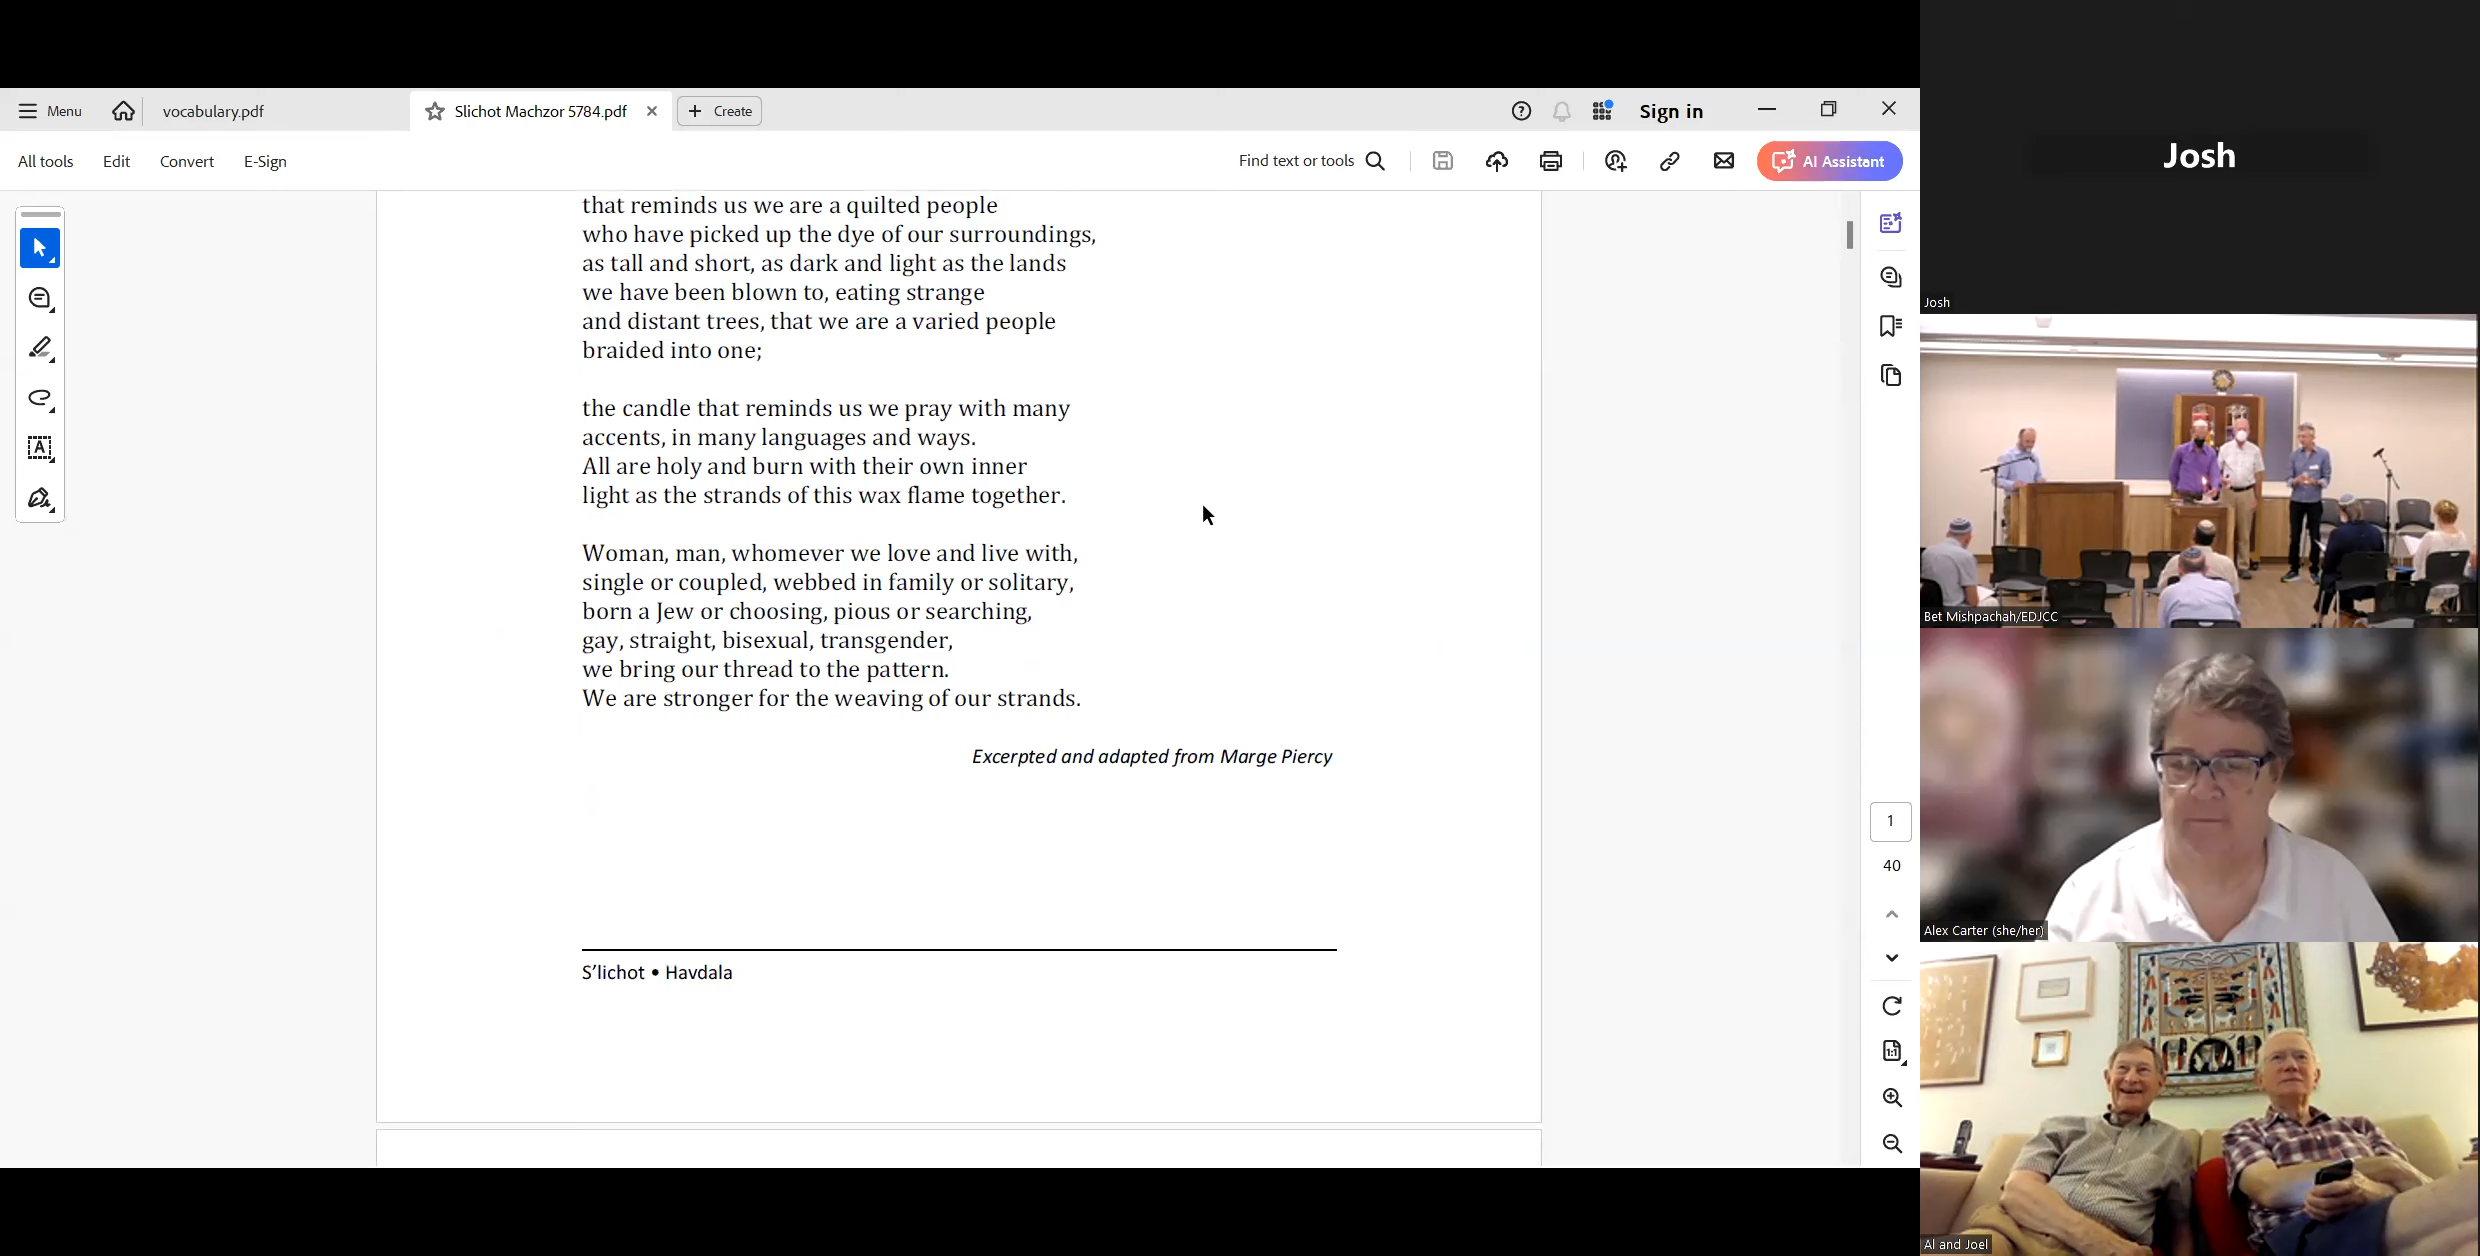 Menu
vocabulary.pdf
Slichot Machzor 5784.pdf
Create
Sign in
All tools
Edit
Convert
E-Sign
Find text or tools
AI Assistant
that reminds us we are a quilted people
who have picked up the dye of our surroundings,
as tall and short, as dark and light as the lands
we have been blown to, eating strange
and distant trees, that we are a varied people
braided into one;
the candle that reminds us we pray with many
accents, in many languages and ways.
All are holy and burn with their own inner
light as the strands of this wax flame together.
Woman, man, whomever we love and live with,
single or coupled, webbed in family or solitary,
born a Jew or choosing, pious or searching,
gay, straight, bisexual, transgender,
we bring our thread to the pattern.
We are stronger for the weaving of our strands.
Excerpted and adapted from Marge Piercy
S’lichot • Havdala
1
40
1:1
Josh
Josh
Bet Mishpachah/EDJCC
Alex Carter (she/her)
Al and Joel